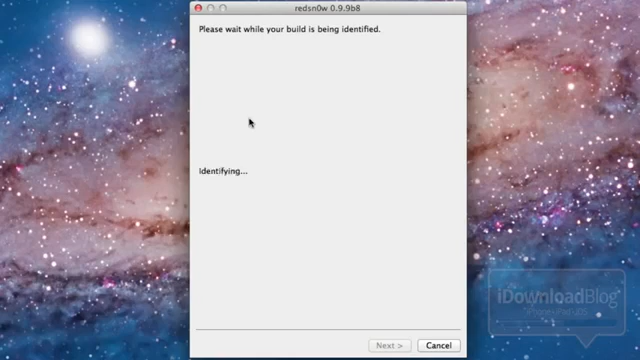 redsn0w 0.9.9b8
Please wait while your build is being identified.
Identifying...
iDownloadBlog
Next >
Cancel